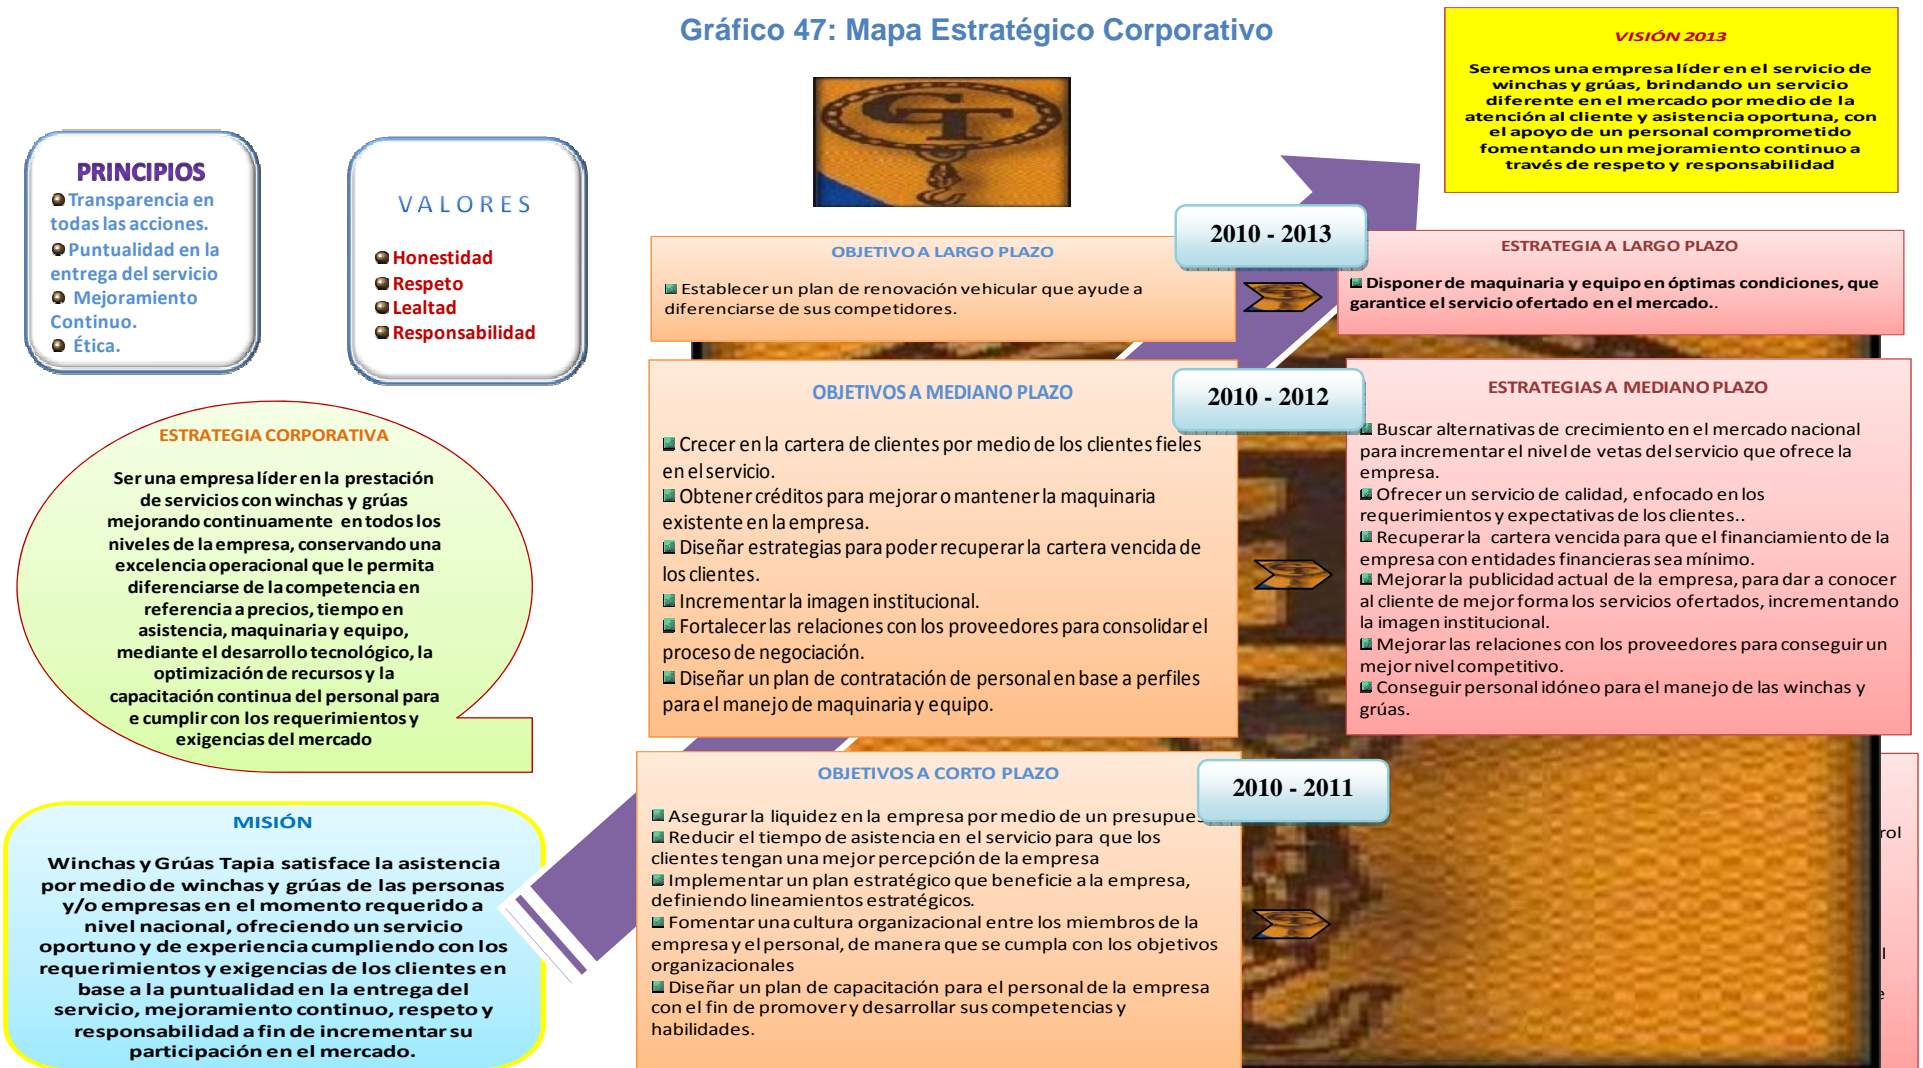 Gráfico 47: Mapa Estratégico Corporativo
VISIÓN 2013
Seremos una empresa líder en el servicio de
winchas y grúas, brindando un servicio
diferente en el mercado por medio de la
atención al cliente y asistencia oportuna, con
el apoyo de un personal comprometido
fomentando un mejoramiento continuo a
través de respeto y responsabilidad
PRINCIPIOS
Transparencia en
todas las acciones.
Puntualidad en la
entrega del servicio
Mejoramiento
Continuo.
Ética.
VALORES
Honestidad
Respeto
Lealtad
Responsabilidad
2010 - 2013
OBJETIVO A LARGO PLAZO
Establecer un plan de renovación vehicular que ayude a
diferenciarse de sus competidores.
ESTRATEGIA A LARGO PLAZO
Disponer de maquinaria y equipo en óptimas condiciones, que
garantice el servicio ofertado en el mercado..
ESTRATEGIA CORPORATIVA
Ser una empresa líder en la prestación
de servicios con winchas y grúas
mejorando continuamente en todos los
niveles de la empresa, conservando una
excelencia operacional que le permita
diferenciarse de la competencia en
referencia a precios, tiempo en
asistencia, maquinaria y equipo,
mediante el desarrollo tecnológico, la
optimización de recursos y la
capacitación continua del personal para
e cumplir con los requerimientos y
exigencias del mercado
2010 - 2012
OBJETIVOS A MEDIANO PLAZO
Crecer en la cartera de clientes por medio de los clientes fieles
en el servicio.
Obtener créditos para mejorar o mantener la maquinaria
existente en la empresa.
Diseñar estrategias para poder recuperar la cartera vencida de
los clientes.
Incrementar la imagen institucional.
Fortalecer las relaciones con los proveedores para consolidar el
proceso de negociación.
Diseñar un plan de contratación de personal en base a perfiles
para el manejo de maquinaria y equipo.
ESTRATEGIAS A MEDIANO PLAZO
Buscar alternativas de crecimiento en el mercado nacional
para incrementar el nivel de vetas del servicio que ofrece la
empresa.
Ofrecer un servicio de calidad, enfocado en los
requerimientos y expectativas de los clientes..
Recuperar la cartera vencida para que el financiamiento de la
empresa con entidades financieras sea mínimo.
Mejorar la publicidad actual de la empresa, para dar a conocer
al cliente de mejor forma los servicios ofertados, incrementando
la imagen institucional.
Mejorar las relaciones con los proveedores para conseguir un
mejor nivel competitivo.
Conseguir personal idóneo para el manejo de las winchas y
grúas.
MISIÓN
Winchas y Grúas Tapia satisface la asistencia
por medio de winchas y grúas de las personas
y/o empresas en el momento requerido a
nivel nacional, ofreciendo un servicio
oportuno y de experiencia cumpliendo con los
requerimientos y exigencias de los clientes en
base a la puntualidad en la entrega del
servicio, mejoramiento continuo, respeto y
responsabilidad a fin de incrementar su
participación en el mercado.
2010 - 2011
OBJETIVOS A CORTO PLAZO
Asegurar la liquidez en la empresa por medio de un presupues
Reducir el tiempo de asistencia en el servicio para que los
clientes tengan una mejor percepción de la empresa
Implementar un plan estratégico que beneficie a la empresa,
definiendo lineamientos estratégicos.
Fomentar una cultura organizacional entre los miembros de la
empresa y el personal, de manera que se cumpla con los objetivos
organizacionales
Diseñar un plan de capacitación para el personal de la empresa
con el fin de promover y desarrollar sus competencias y
habilidades.